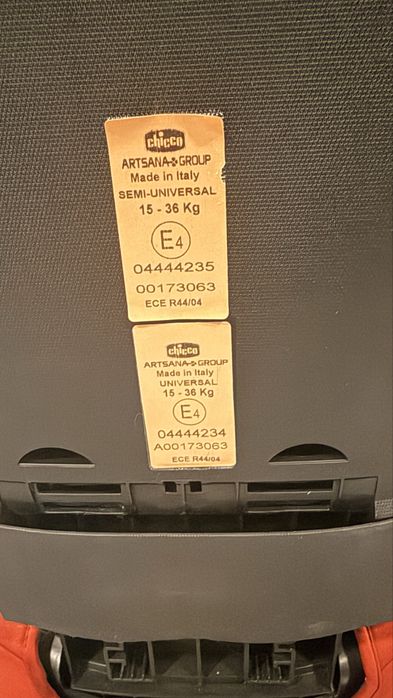 chicco
ARTSANA GROUP
Made in Italy
SEMI-UNIVERSAL
15 - 36 Kg
E4
04444235
00173063
ECE R44/04
chicco
ARTSANA GROUP
Made in Italy
UNIVERSAL
15 - 36 Kg
E4
04444234
A00173063
ECE R44/04